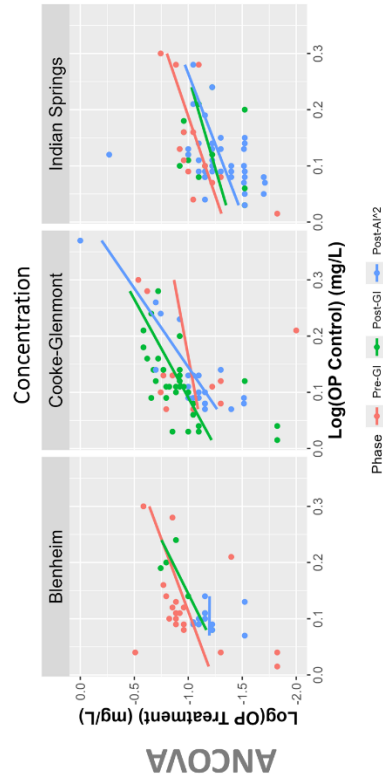 ANCOVA
Concentration
Blenheim
Cooke-Glenmont
Indian Springs
Log(OP Treatment) (mg/L)
0.0
-0.5
-1.0
-1.5
-2.0
0.0 0.1 0.2 0.3
0.0 0.1 0.2 0.3
0.0 0.1 0.2 0.3
Log(OP Control) (mg/L)
Phase Pre-GI Post-GI Post-Al^2